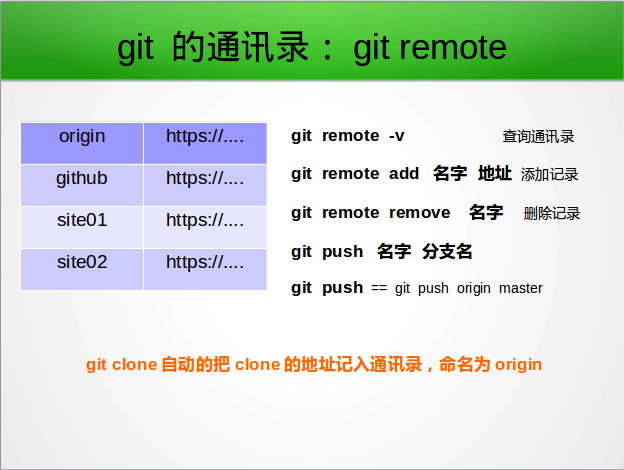 git 的通讯录：git remote
origin https://....
github https://....
site01 https://....
site02 https://....
git remote -v 查询通讯录
git remote add 名字 地址 添加记录
git remote remove 名字 删除记录
git push 名字 分支名
git push == git push origin master
git clone 自动的把 clone 的地址记入通讯录，命名为 origin